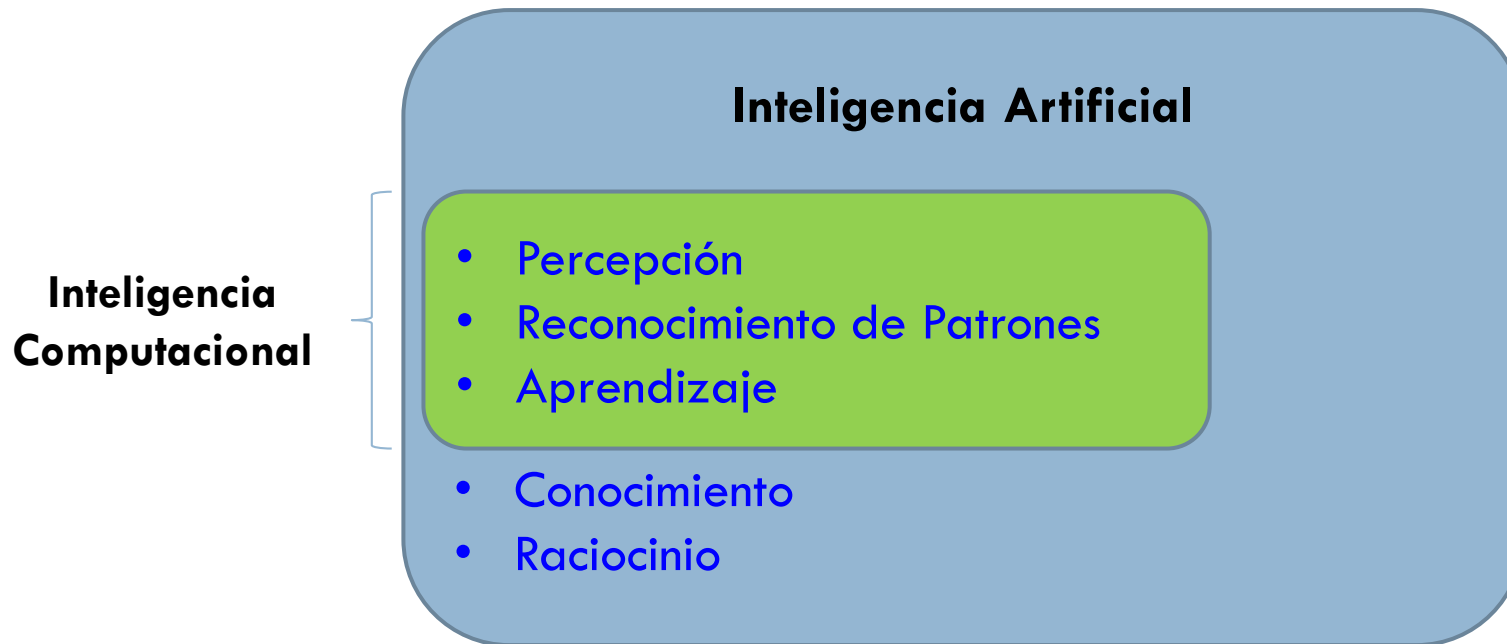 Inteligencia Artificial
Inteligencia
Computacional
• Percepción
• Reconocimiento de Patrones
• Aprendizaje
• Conocimiento
• Raciocinio